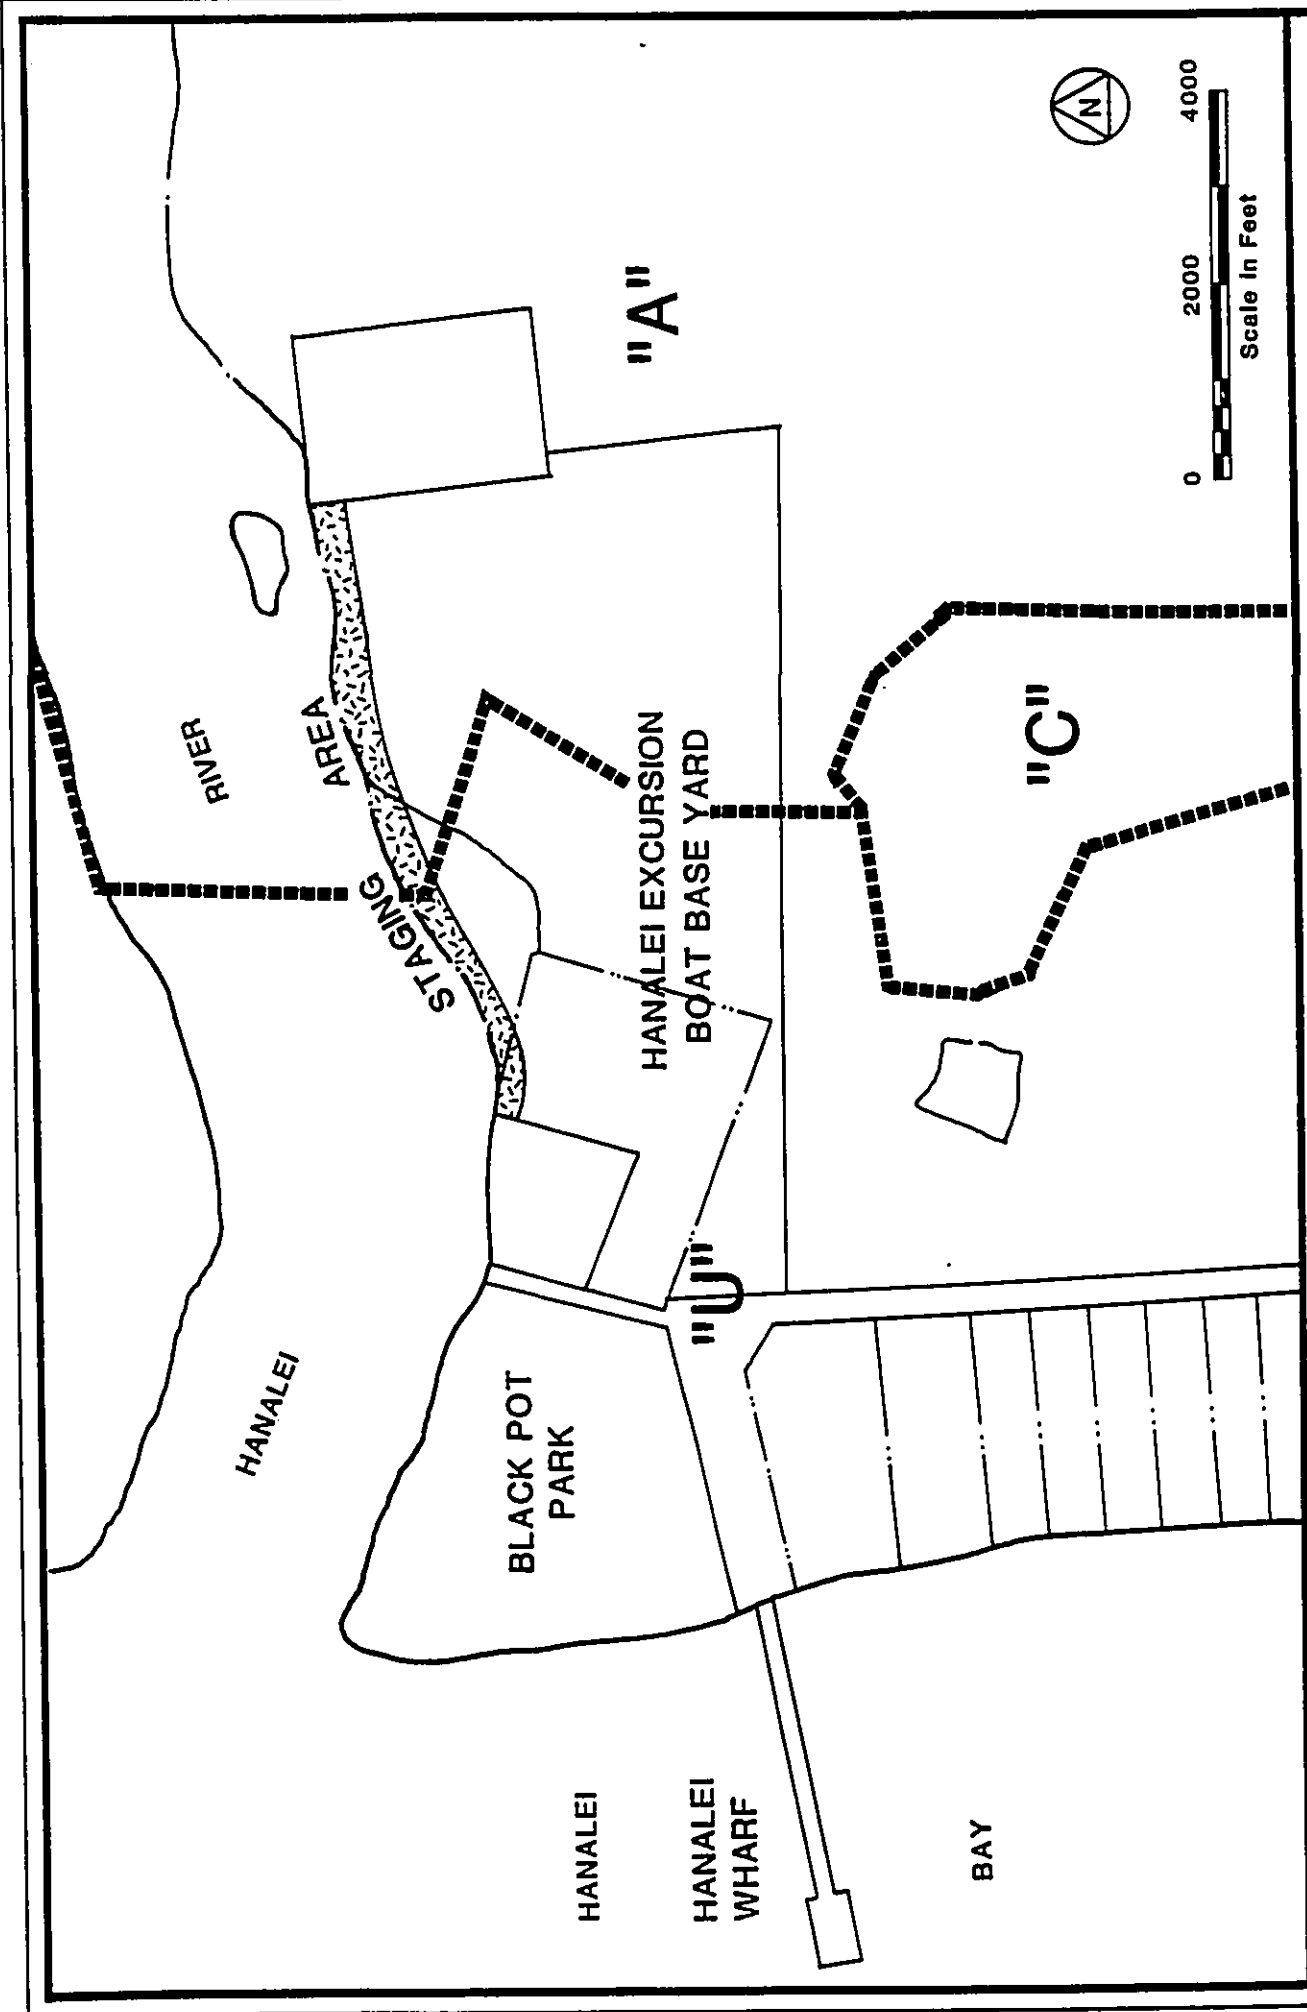 HANALEI
RIVER
STAGING
AREA
BLACK POT
PARK
HANALEI EXCURSION
BOAT BASE YARD
"A"
"U"
"C"
HANALEI
HANALEI
WHARF
BAY
N
0 2000 4000
Scale in Feet